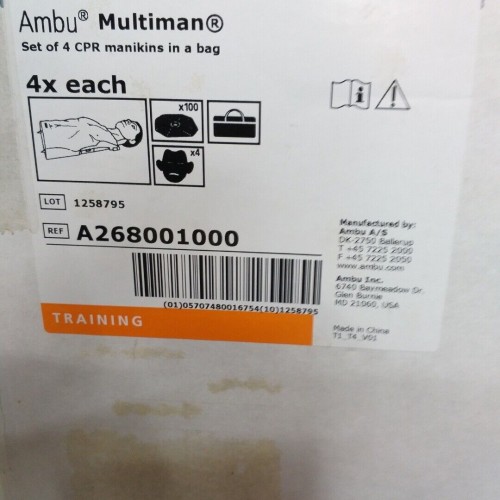 Ambu® Multiman®
Set of 4 CPR manikins in a bag
4x each
x100
x4
LOT 1258795
REF A268001000
(01)05707480016754(10)1258795
TRAINING
Manufactured by:
Ambu A/S
DK-2750 Ballerup
T +45 7225 2000
F +45 7225 2050
www.ambu.com
Ambu Inc.
6740 Baymeadow Dr.
Glen Burnie
MD 21060, USA
Made in China
T1_T4_V01